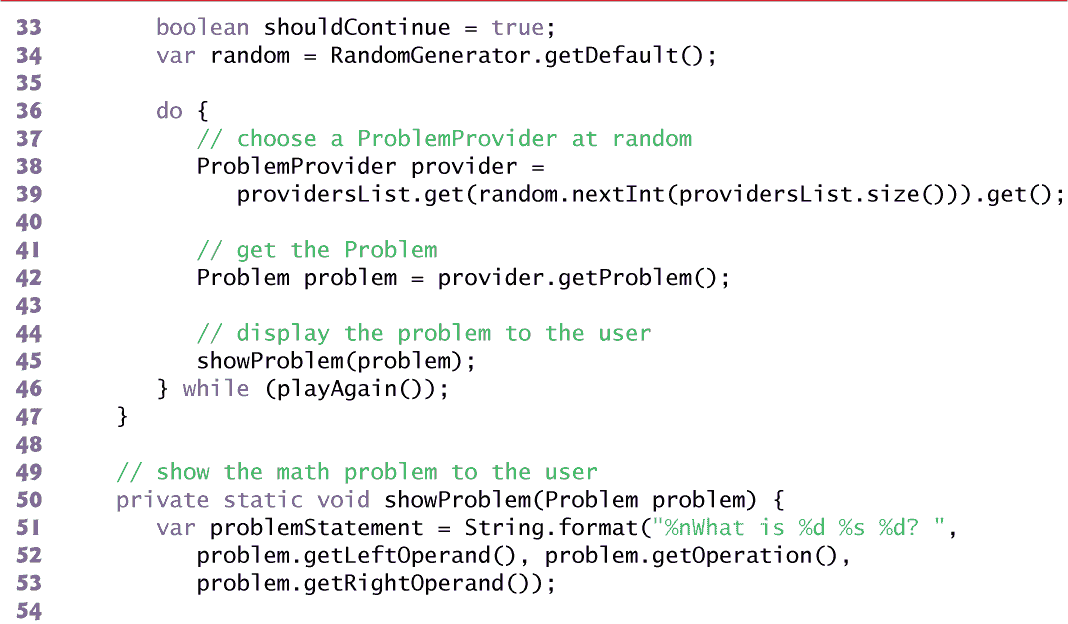 33 boolean shouldContinue = true;
34 var random = RandomGenerator.getDefault();
35
36 do {
37 // choose a ProblemProvider at random
38 ProblemProvider provider =
39 providersList.get(random.nextInt(providersList.size())).get();
40
41 // get the Problem
42 Problem problem = provider.getProblem();
43
44 // display the problem to the user
45 showProblem(problem);
46 } while (playAgain());
47 }
48
49 // show the math problem to the user
50 private static void showProblem(Problem problem) {
51 var problemStatement = String.format("%nWhat is %d %s %d? ",
52 problem.getLeftOperand(), problem.getOperation(),
53 problem.getRightOperand());
54